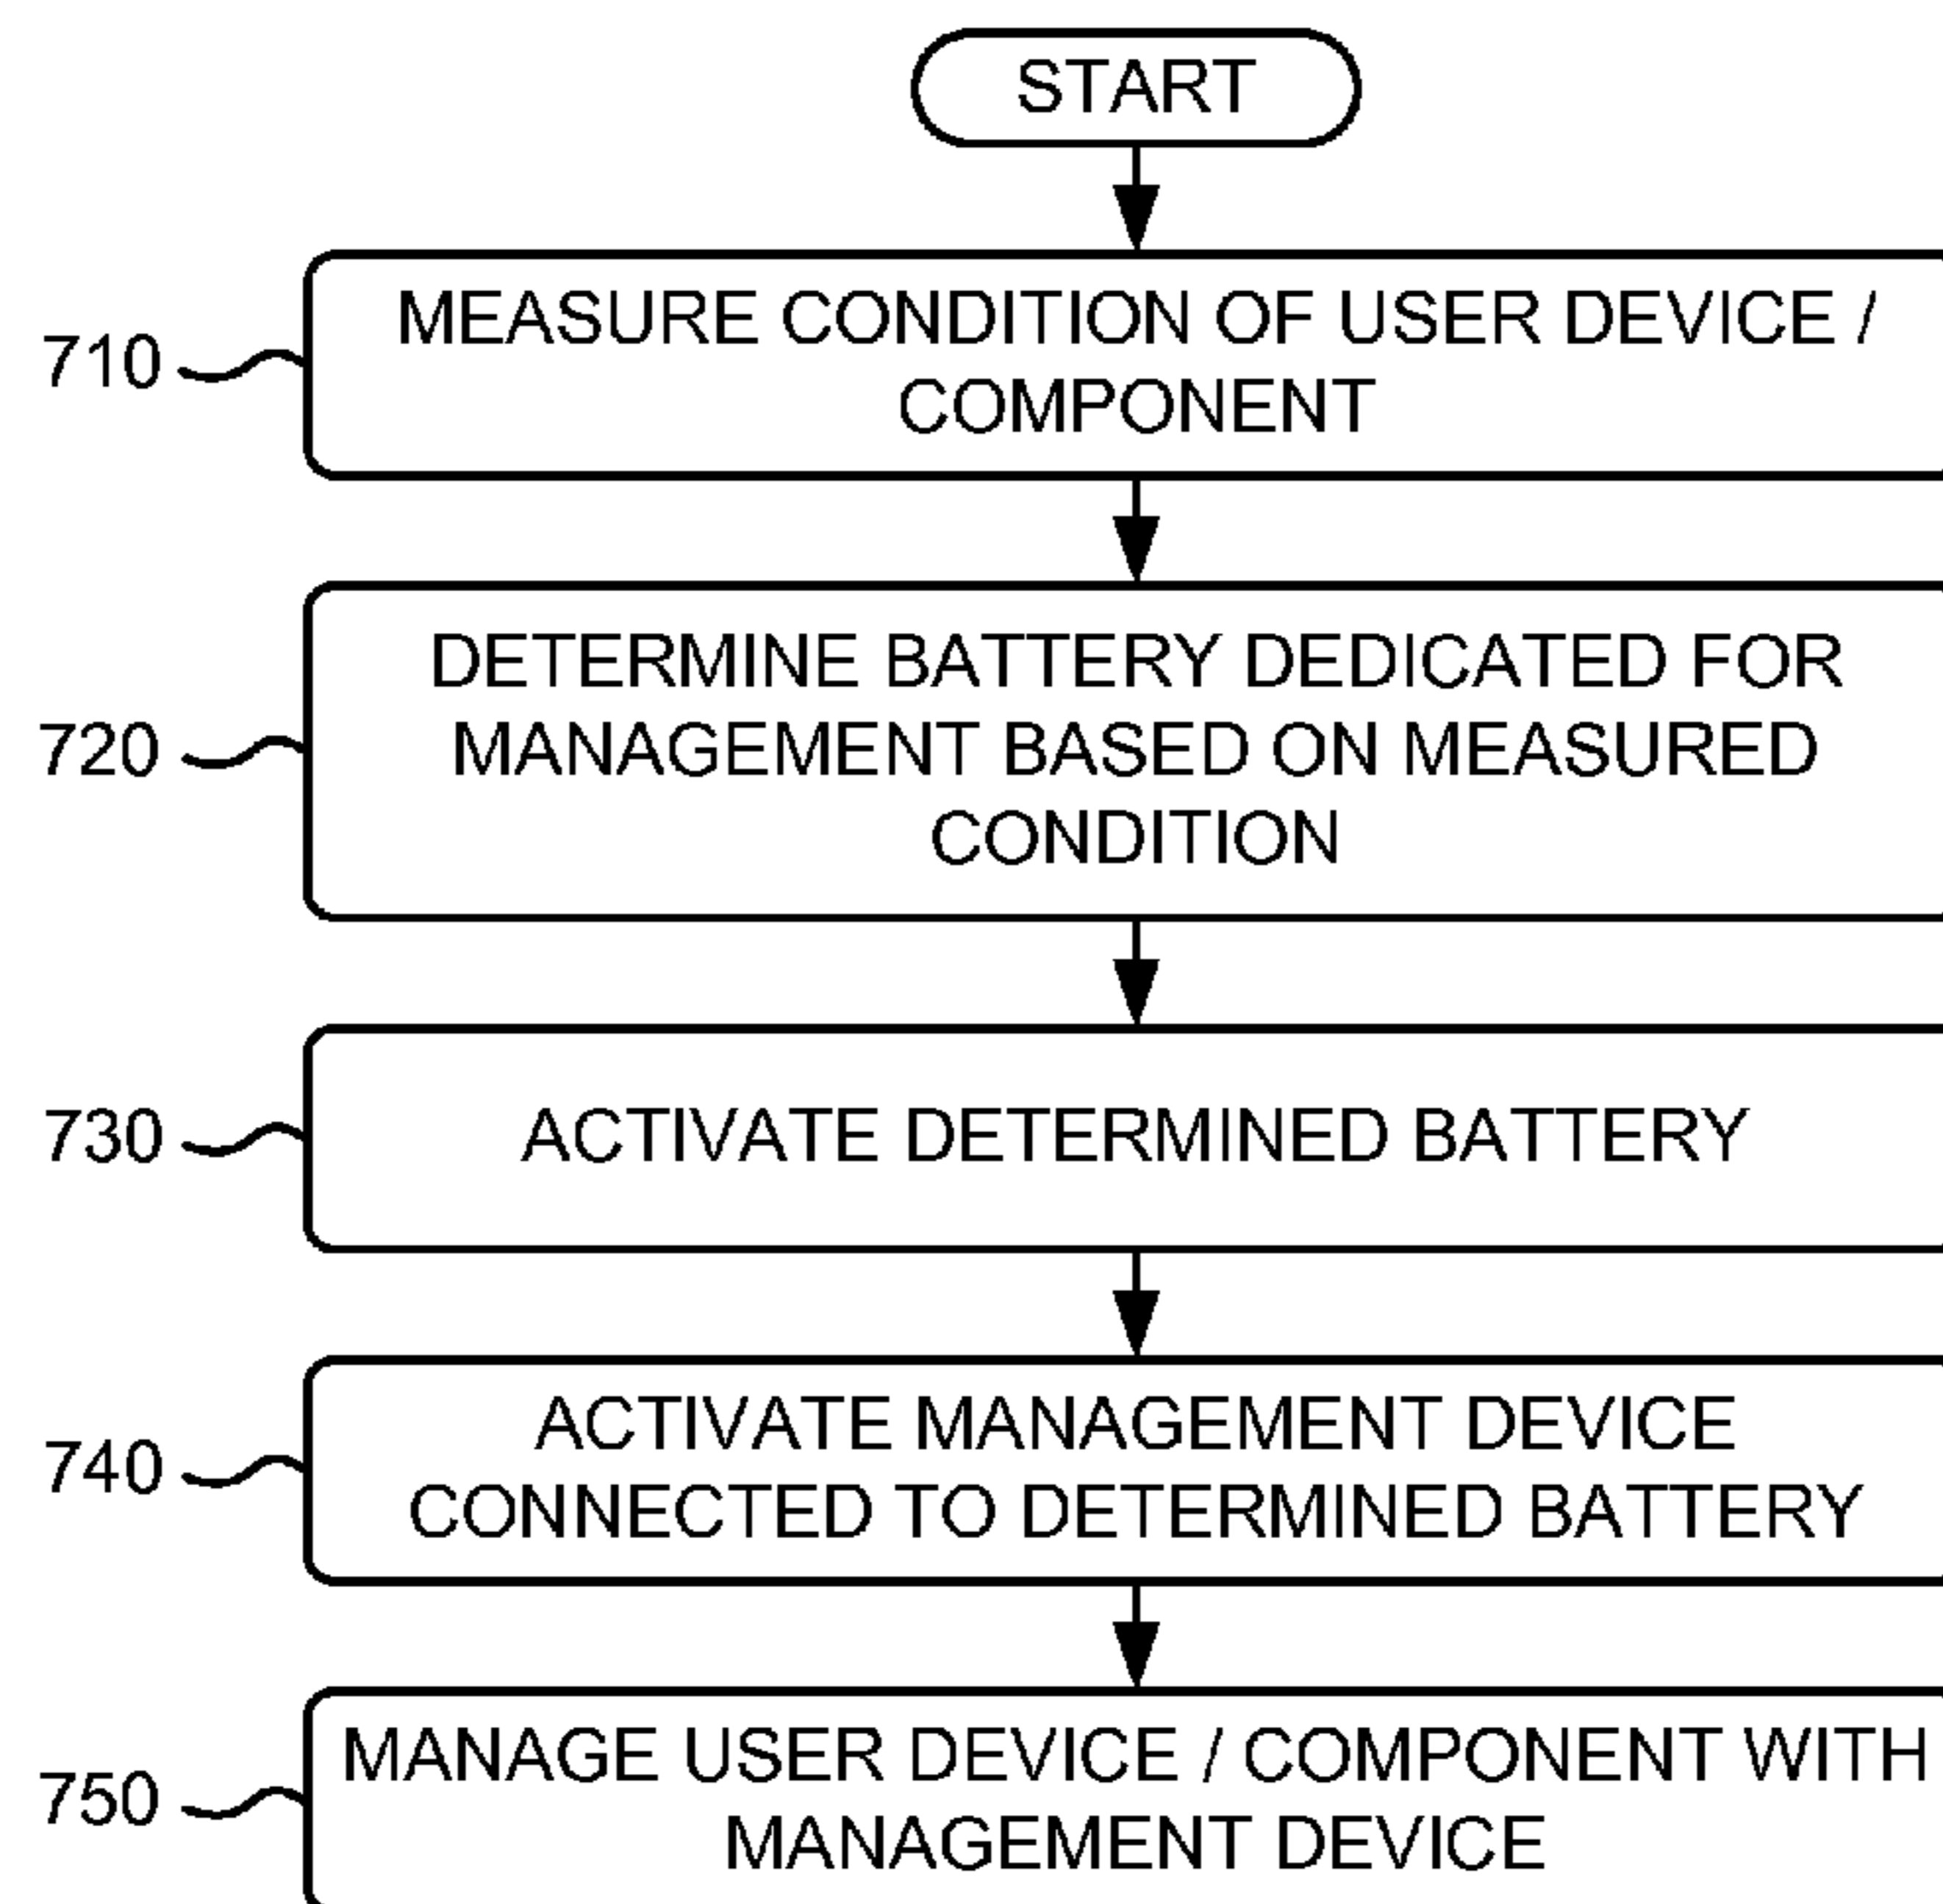 START
710
MEASURE CONDITION OF USER DEVICE /
COMPONENT
720
DETERMINE BATTERY DEDICATED FOR
MANAGEMENT BASED ON MEASURED
CONDITION
730
ACTIVATE DETERMINED BATTERY
740
ACTIVATE MANAGEMENT DEVICE
CONNECTED TO DETERMINED BATTERY
750
MANAGE USER DEVICE / COMPONENT WITH
MANAGEMENT DEVICE